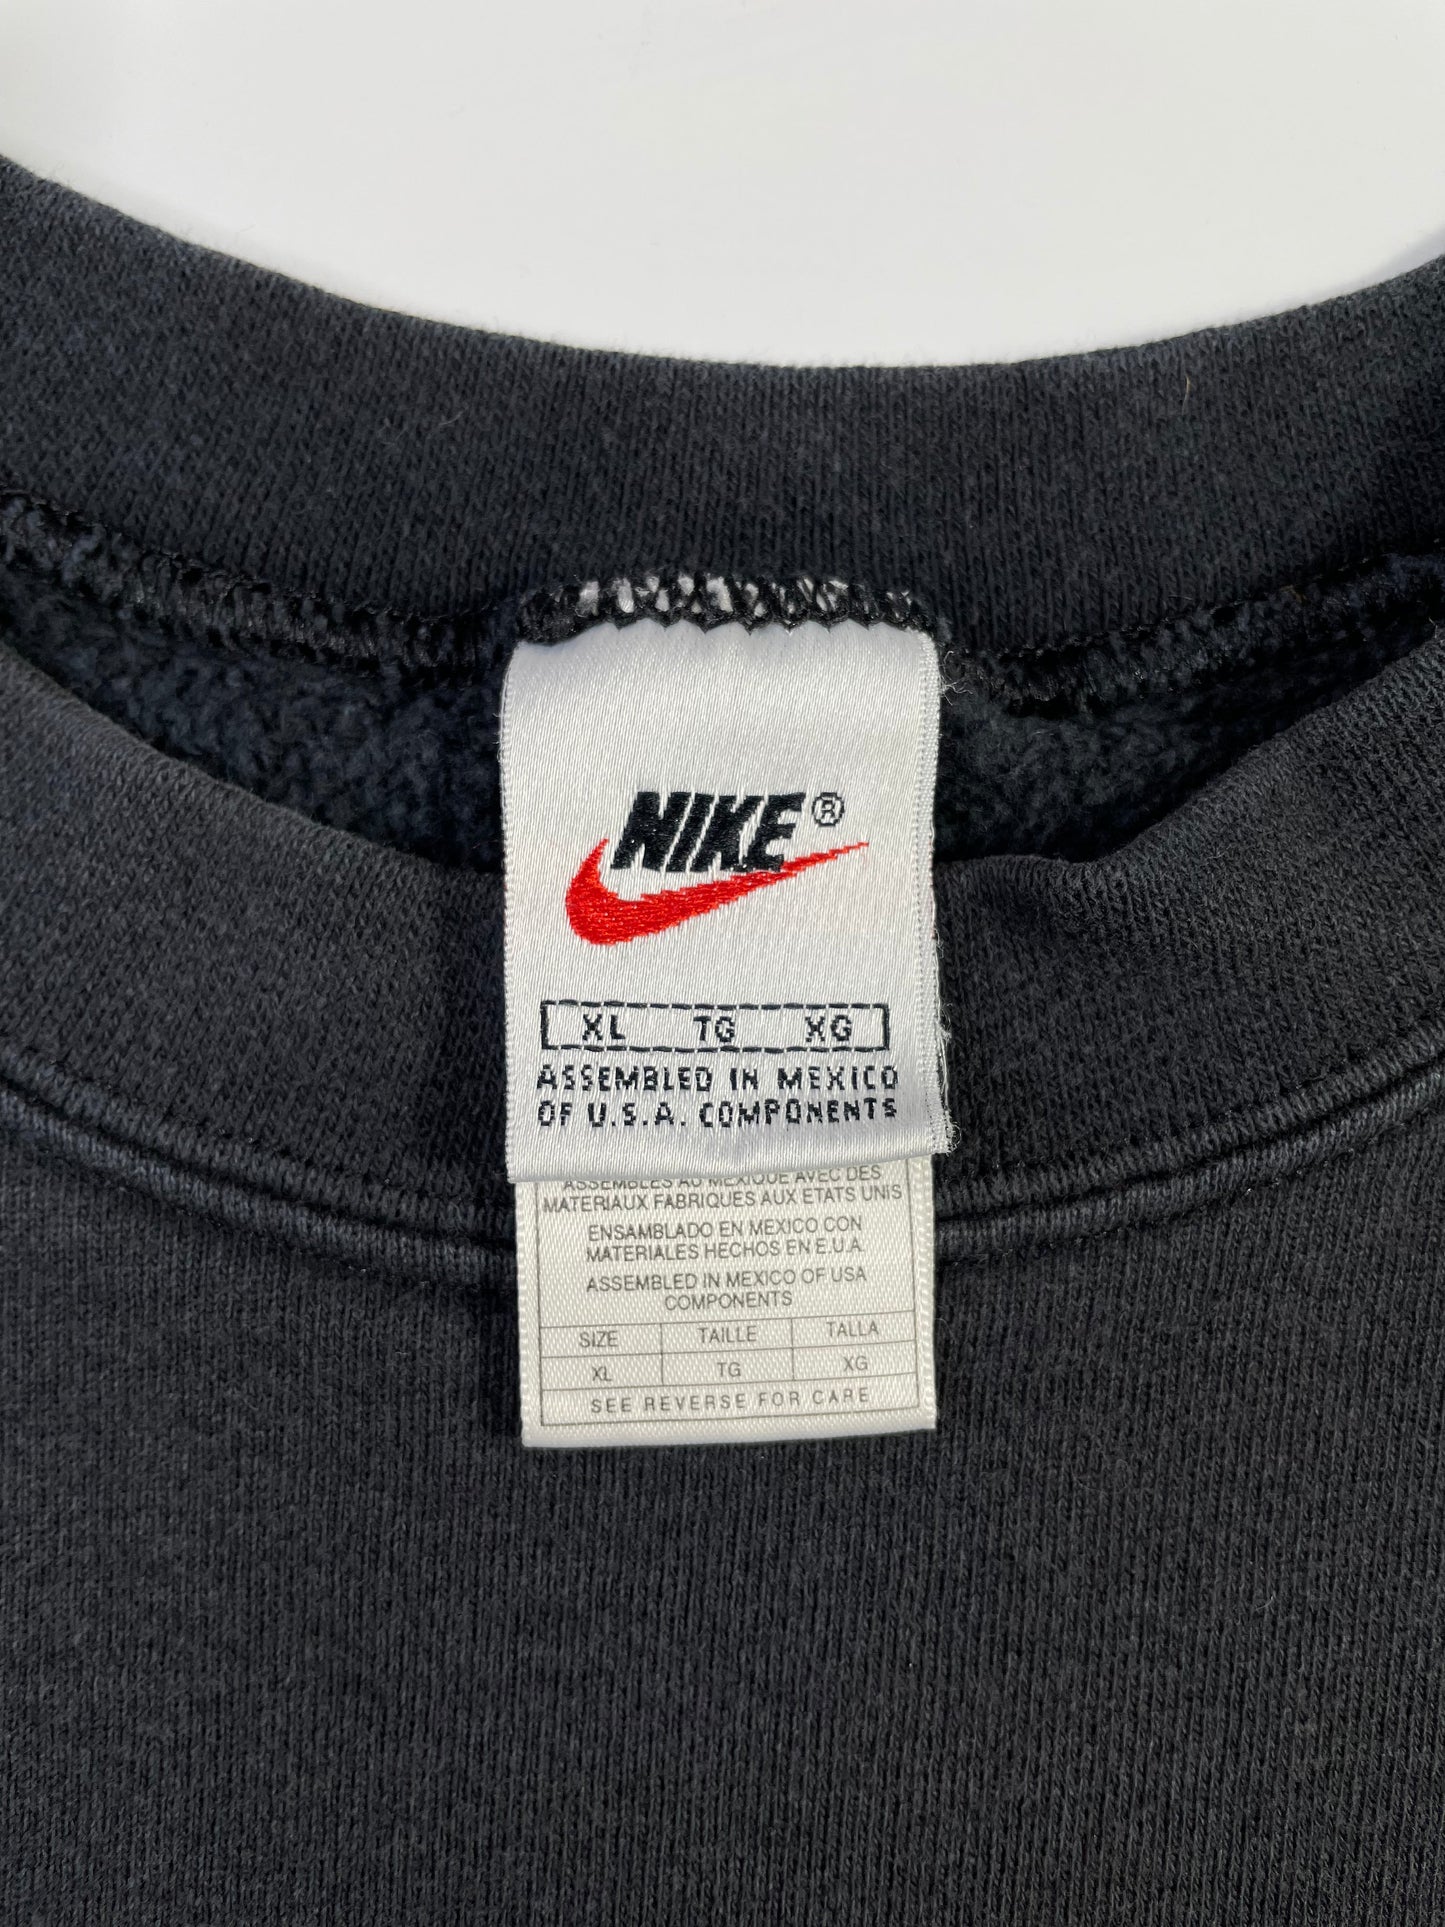 NIKE®
XL TG XG
ASSEMBLED IN MEXICO
OF U.S.A. COMPONENTS
ASSEMBLES AU MEXIQUE AVEC DES
MATERIAUX FABRIQUES AUX ETATS UNIS
ENSAMBLADO EN MEXICO CON
MATERIALES HECHOS EN E.U.A.
ASSEMBLED IN MEXICO OF USA
COMPONENTS
SIZE TAILLE TALLA
XL TG XG
SEE REVERSE FOR CARE